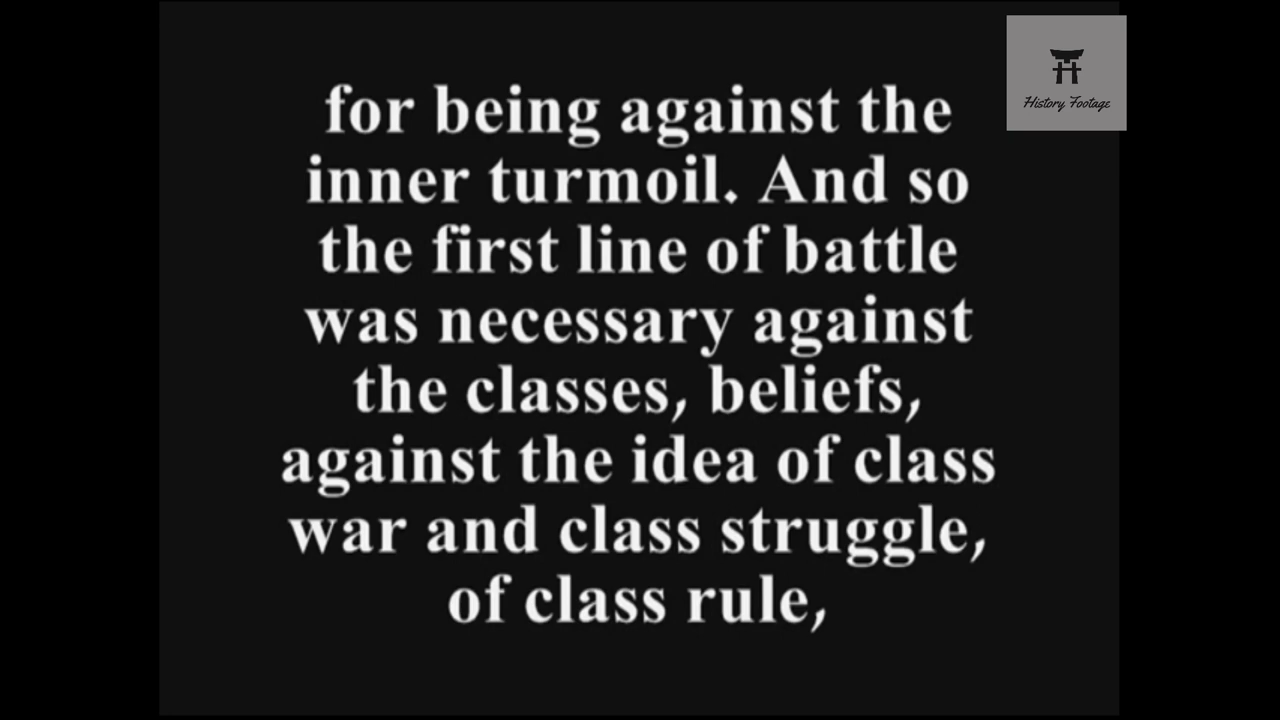 for being against the
inner turmoil. And so
the first line of battle
was necessary against
the classes, beliefs,
against the idea of class
war and class struggle,
of class rule,
History Footage